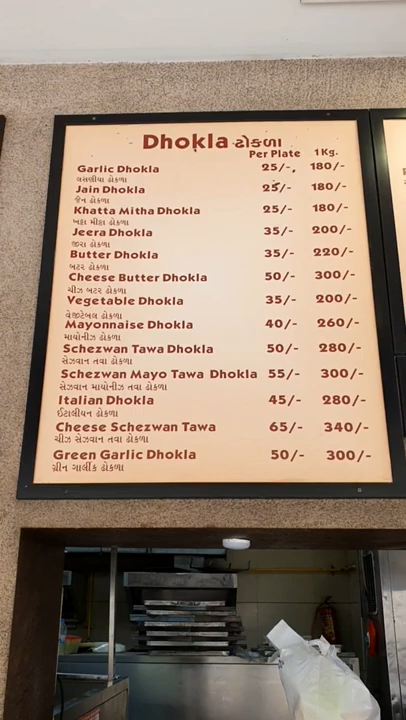 Dhokla ઢોકળા
Per Plate 1 Kg.
Garlic Dhokla 25/- 180/-
લસણીયા ઢોકળા
Jain Dhokla 25/- 180/-
જૈન ઢોકળા
Khatta Mitha Dhokla 25/- 180/-
ખટ્ટા મીઠ્ઠા ઢોકળા
Jeera Dhokla 35/- 200/-
જીરા ઢોકળા
Butter Dhokla 35/- 220/-
બટર ઢોકળા
Cheese Butter Dhokla 50/- 300/-
ચીઝ બટર ઢોકળા
Vegetable Dhokla 35/- 200/-
વેજીટેબલ ઢોકળા
Mayonnaise Dhokla 40/- 260/-
માયોનીઝ ઢોકળા
Schezwan Tawa Dhokla 50/- 280/-
સેઝવાન તવા ઢોકળા
Schezwan Mayo Tawa Dhokla 55/- 300/-
સેઝવાન માયોનીઝ તવા ઢોકળા
Italian Dhokla 45/- 280/-
ઈટાલીયન ઢોકળા
Cheese Schezwan Tawa 65/- 340/-
ચીઝ સેઝવાન તવા ઢોકળા
Green Garlic Dhokla 50/- 300/-
ગ્રીન ગાર્લીક ઢોકળા